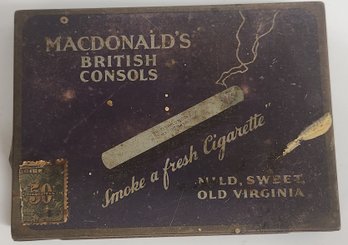 MACDONALD'S
BRITISH
CONSOLS
"Smoke a fresh Cigarette"
MILD, SWEET
OLD VIRGINIA
50